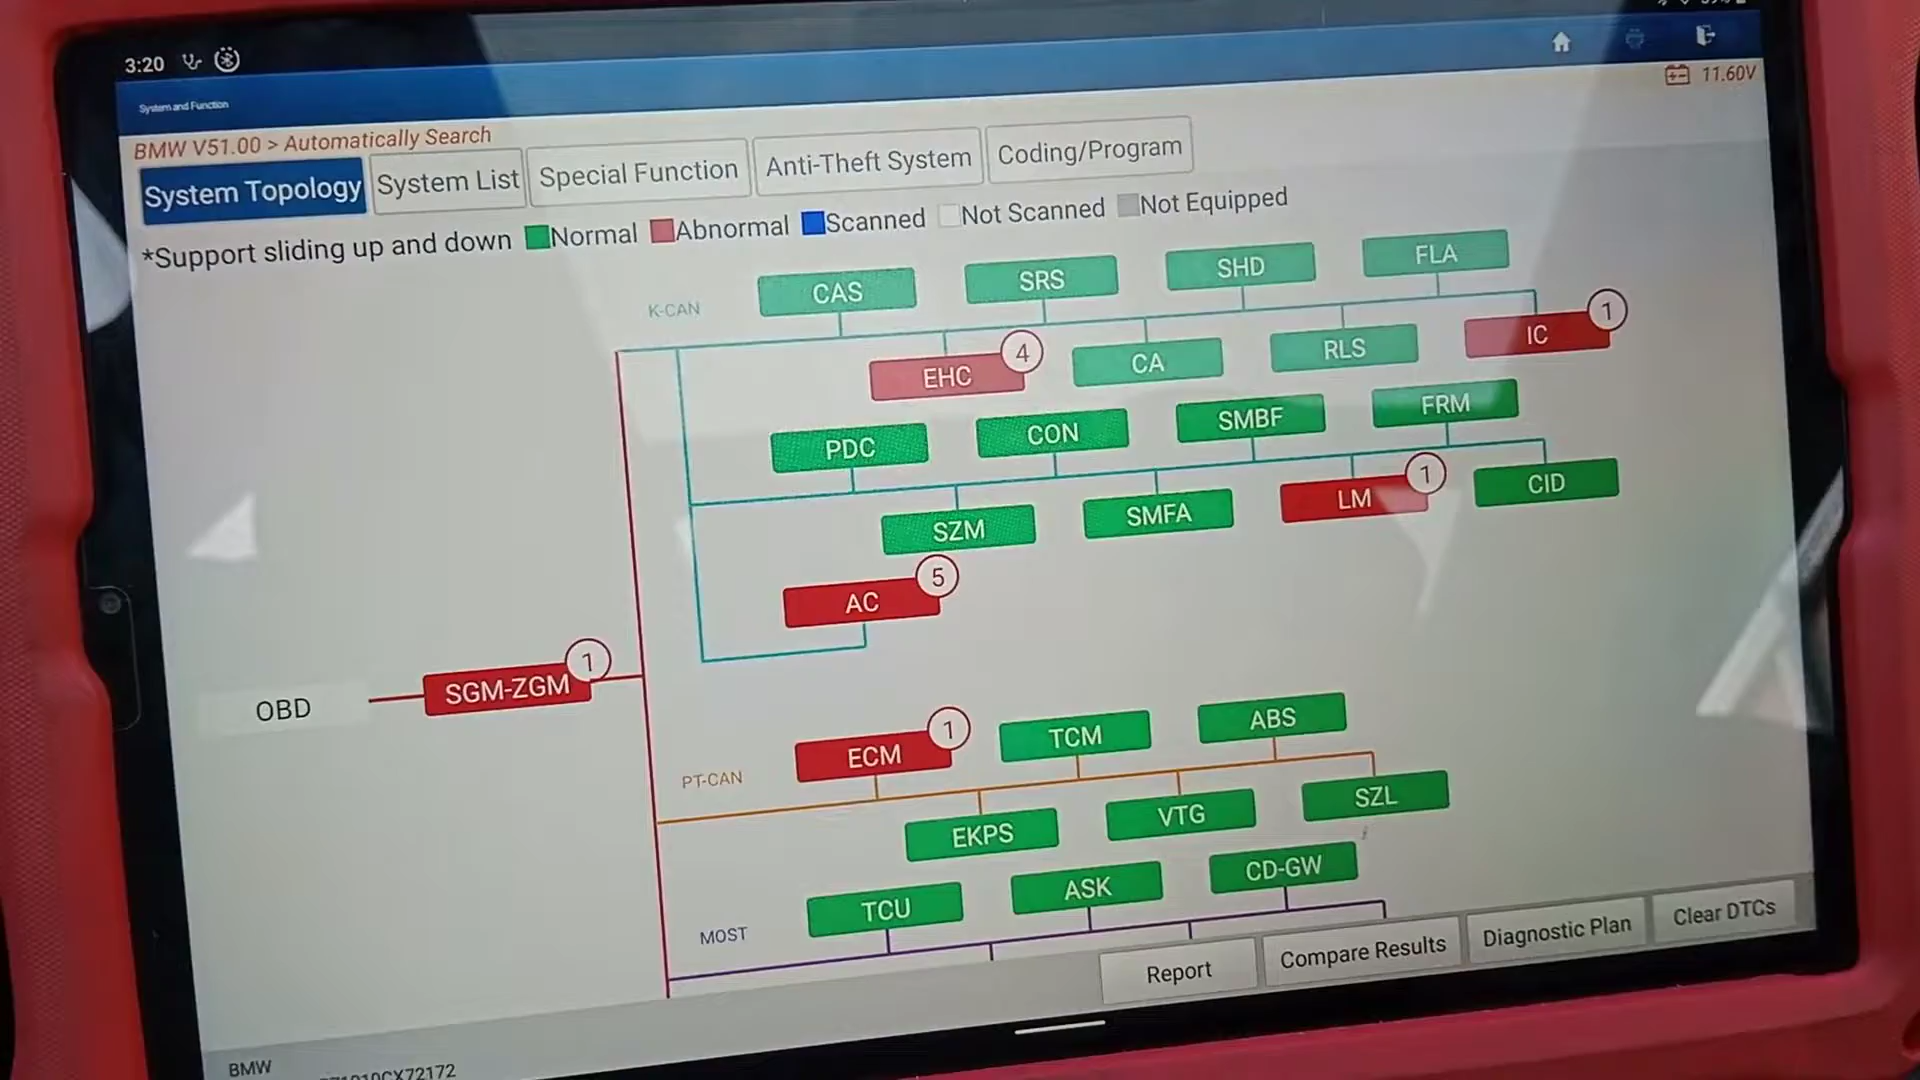 3:20
11.60V
System and Function
BMW V51.00 > Automatically Search
System Topology System List Special Function Anti-Theft System Coding/Program
*Support sliding up and down Normal Abnormal Scanned Not Scanned Not Equipped
K-CAN
CAS SRS SHD FLA
EHC 4 CA RLS IC 1
PDC CON SMBF FRM
SZM SMFA LM 1 CID
AC 5
OBD SGM-ZGM 1
PT-CAN
ECM 1 TCM ABS
EKPS VTG SZL
MOST
TCU ASK CD-GW
Report Compare Results Diagnostic Plan Clear DTCs
BMW